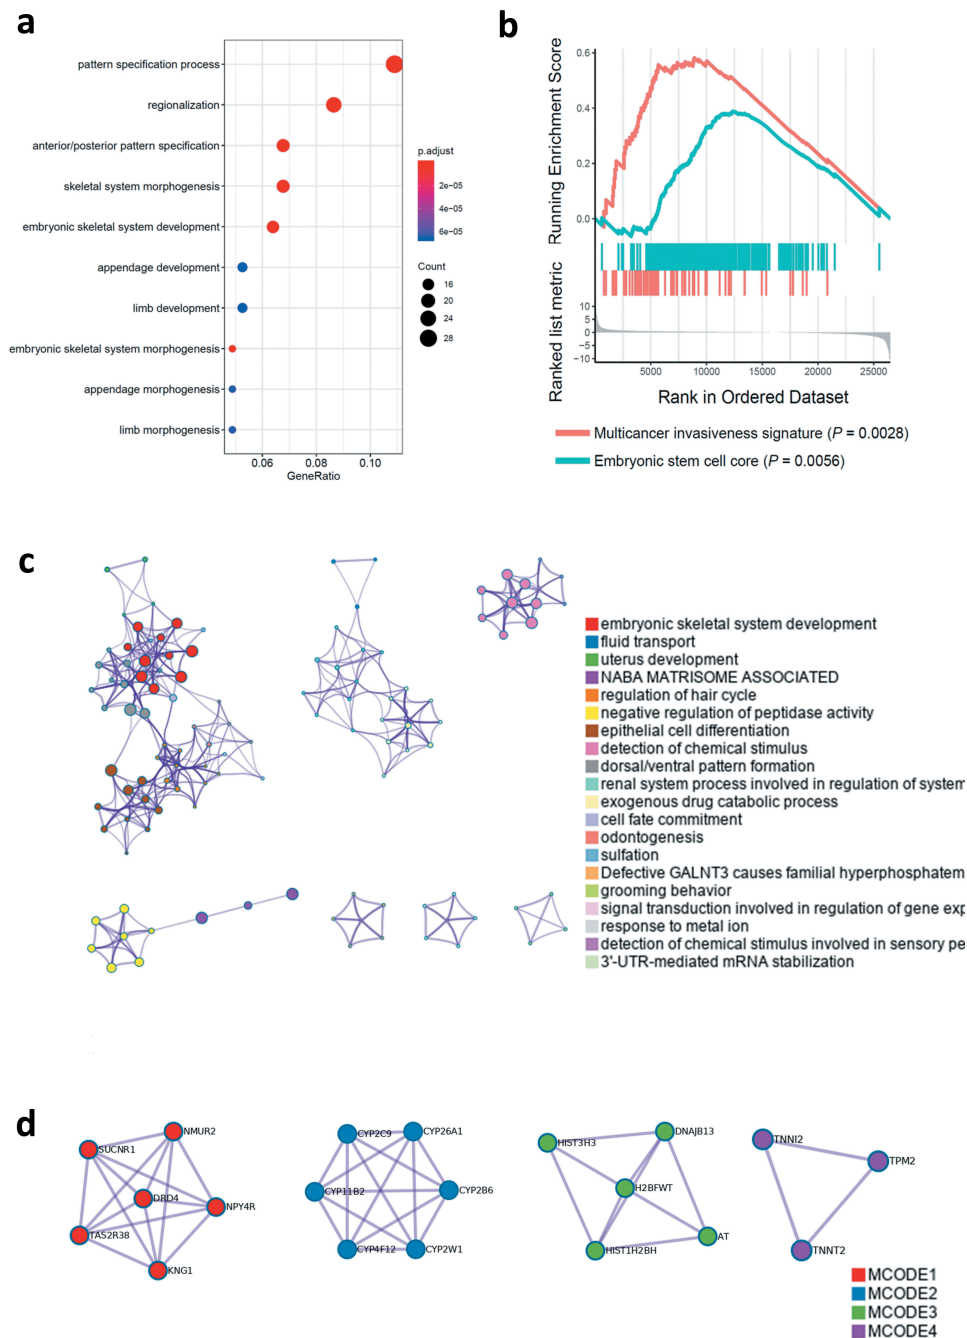 a
pattern specification process
regionalization
anterior/posterior pattern specification
skeletal system morphogenesis
embryonic skeletal system development
appendage development
limb development
embryonic skeletal system morphogenesis
appendage morphogenesis
limb morphogenesis
0.06 0.08 0.10
GeneRatio
p.adjust
2e-05
4e-05
6e-05
Count
16
20
24
28
b
Running Enrichment Score
0.6
0.4
0.2
0.0
Ranked list metric
10
5
0
−5
−10
5000 10000 15000 20000 25000
Rank in Ordered Dataset
Multicancer invasiveness signature (P = 0.0028)
Embryonic stem cell core (P = 0.0056)
c
embryonic skeletal system development
fluid transport
uterus development
NABA MATRISOME ASSOCIATED
regulation of hair cycle
negative regulation of peptidase activity
epithelial cell differentiation
detection of chemical stimulus
dorsal/ventral pattern formation
renal system process involved in regulation of system
exogenous drug catabolic process
cell fate commitment
odontogenesis
sulfation
Defective GALNT3 causes familial hyperphosphatem
grooming behavior
signal transduction involved in regulation of gene exp
response to metal ion
detection of chemical stimulus involved in sensory pe
3'-UTR-mediated mRNA stabilization
d
NMUR2
SUCNR1
DRD4
NPY4R
TAS2R38
KNG1
CYP2C9
CYP26A1
CYP11B2
CYP2B6
CYP4F12
CYP2W1
HIST3H3
DNAJB13
H2BFWT
HIST1H2BH
AT
TNNI2
TPM2
TNNT2
MCODE1
MCODE2
MCODE3
MCODE4